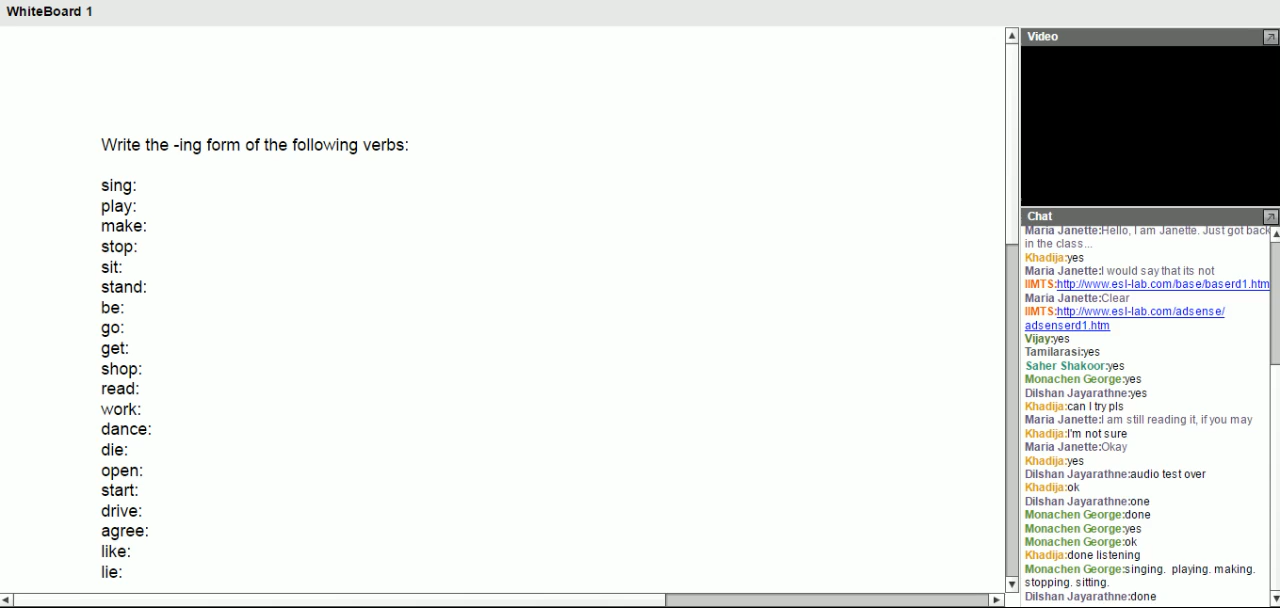 WhiteBoard 1
Write the -ing form of the following verbs:
sing:
play:
make:
stop:
sit:
stand:
be:
go:
get:
shop:
read:
work:
dance:
die:
open:
start:
drive:
agree:
like:
lie:
Video
Chat
Maria Janette:Hello, I am Janette. Just got back
in the class...
Khadija:yes
Maria Janette:I would say that its not
IIMTS:http://www.esl-lab.com/base/baserd1.htm
Maria Janette:Clear
IIMTS:http://www.esl-lab.com/adsense/
adsenserd1.htm
Vijay:yes
Tamilarasi:yes
Saher Shakoor:yes
Monachen George:yes
Dilshan Jayarathne:yes
Khadija:can I try pls
Maria Janette:I am still reading it, if you may
Khadija:I'm not sure
Maria Janette:Okay
Khadija:yes
Dilshan Jayarathne:audio test over
Khadija:ok
Dilshan Jayarathne:one
Monachen George:done
Monachen George:yes
Monachen George:ok
Khadija:done listening
Monachen George:singing. playing. making.
stopping. sitting.
Dilshan Jayarathne:done